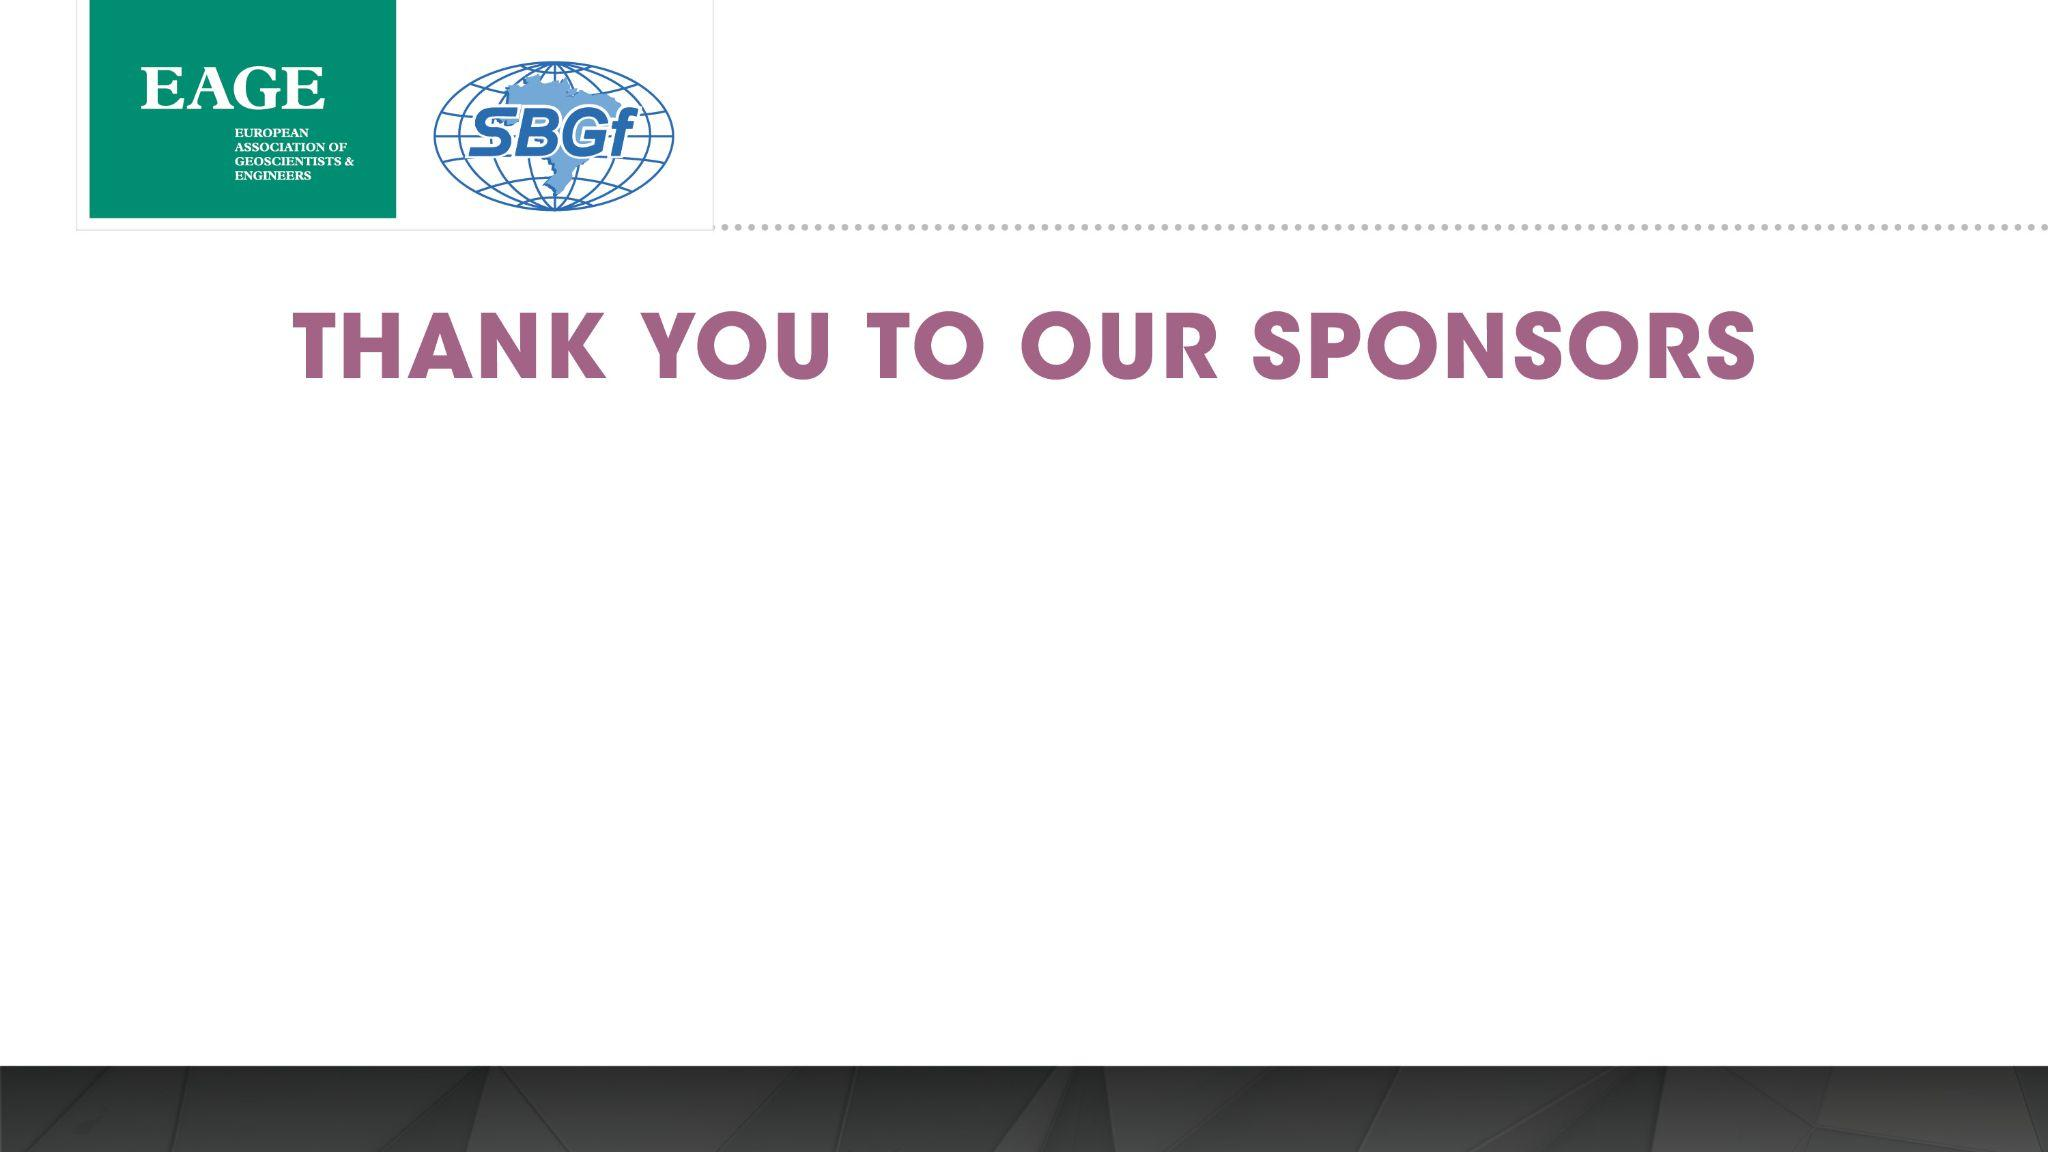 EAGE
EUROPEAN
ASSOCIATION OF
GEOSCIENTISTS &
ENGINEERS
SBGf
THANK YOU TO OUR SPONSORS